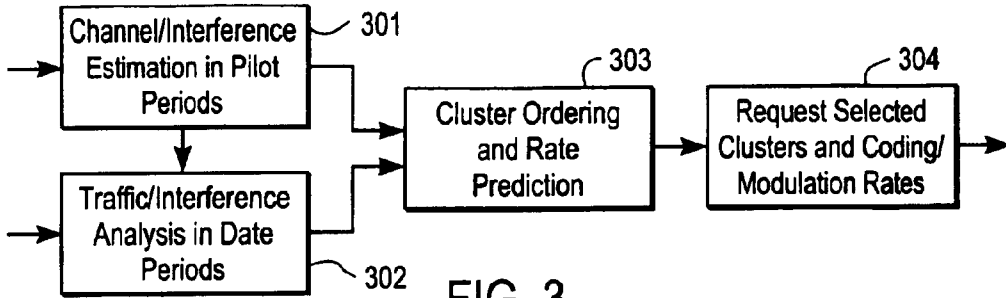 Channel/Interference
Estimation in Pilot
Periods
301
Traffic/Interference
Analysis in Date
Periods
302
Cluster Ordering
and Rate
Prediction
303
Request Selected
Clusters and Coding/
Modulation Rates
304
FIG. 3